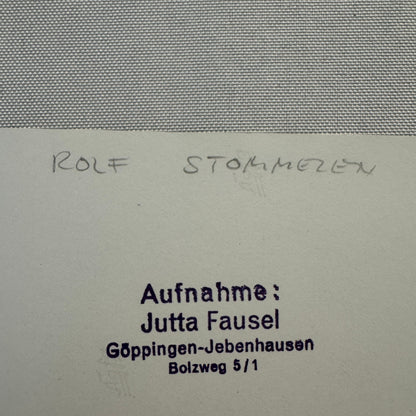 ROLF STOMMELEN
Aufnahme:
Jutta Fausel
Göppingen-Jebenhausen
Bolzweg 5/1